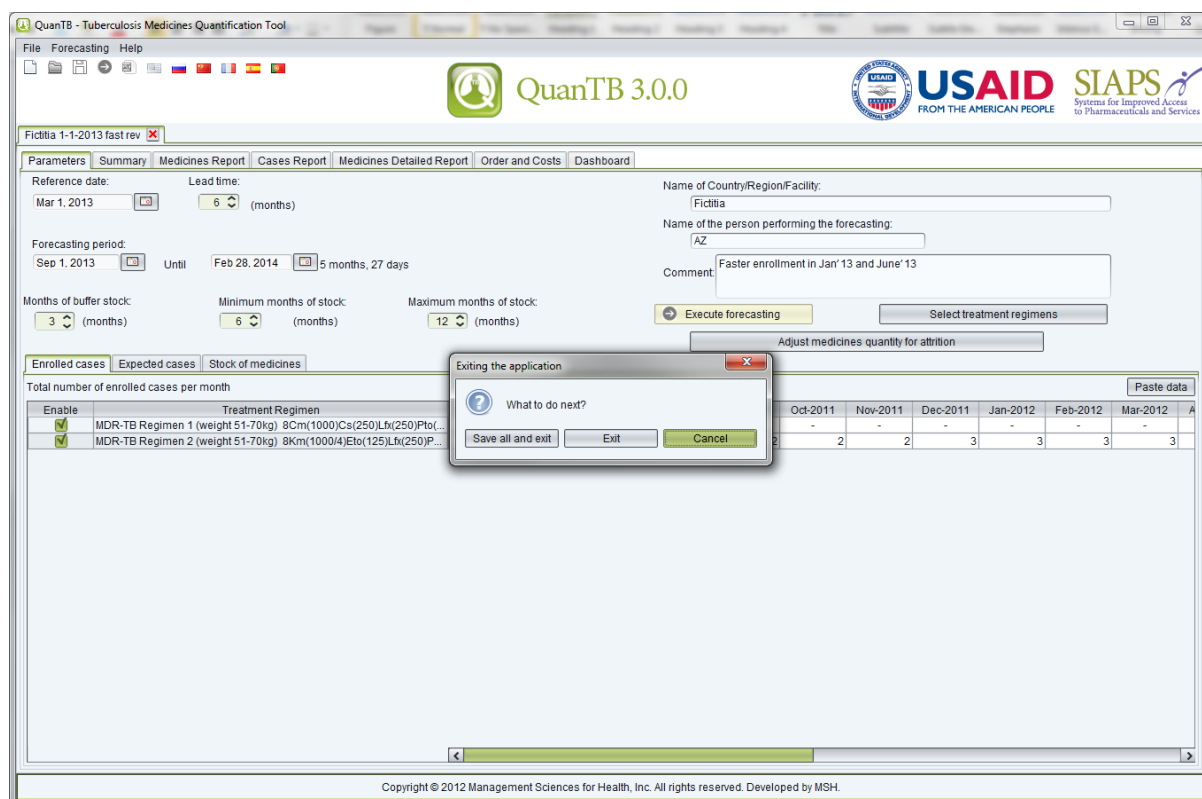 QuanTB - Tuberculosis Medicines Quantification Tool
File Forecasting Help
QuanTB 3.0.0
USAID
USAID
FROM THE AMERICAN PEOPLE
SIAPS
Systems for Improved Access
to Pharmaceuticals and Services
Fictitia 1-1-2013 fast rev
Parameters Summary Medicines Report Cases Report Medicines Detailed Report Order and Costs Dashboard
Reference date: Lead time:
Mar 1, 2013 6 (months)
Name of Country/Region/Facility:
Fictitia
Name of the person performing the forecasting:
AZ
Forecasting period:
Sep 1, 2013 Until Feb 28, 2014 5 months, 27 days
Comment: Faster enrollment in Jan'13 and June'13
Months of buffer stock: Minimum months of stock: Maximum months of stock:
3 (months) 6 (months) 12 (months)
Execute forecasting Select treatment regimens
Adjust medicines quantity for attrition
Enrolled cases Expected cases Stock of medicines
Total number of enrolled cases per month Paste data
Exiting the application
What to do next?
Save all and exit Exit Cancel
Enable Treatment Regimen Oct-2011 Nov-2011 Dec-2011 Jan-2012 Feb-2012 Mar-2012 A
MDR-TB Regimen 1 (weight 51-70kg) 8Cm(1000)Cs(250)Lfx(250)Pto(... - - - - - -
MDR-TB Regimen 2 (weight 51-70kg) 8Km(1000/4)Eto(125)Lfx(250)P... 2 2 2 3 3 3 3
Copyright © 2012 Management Sciences for Health, Inc. All rights reserved. Developed by MSH.